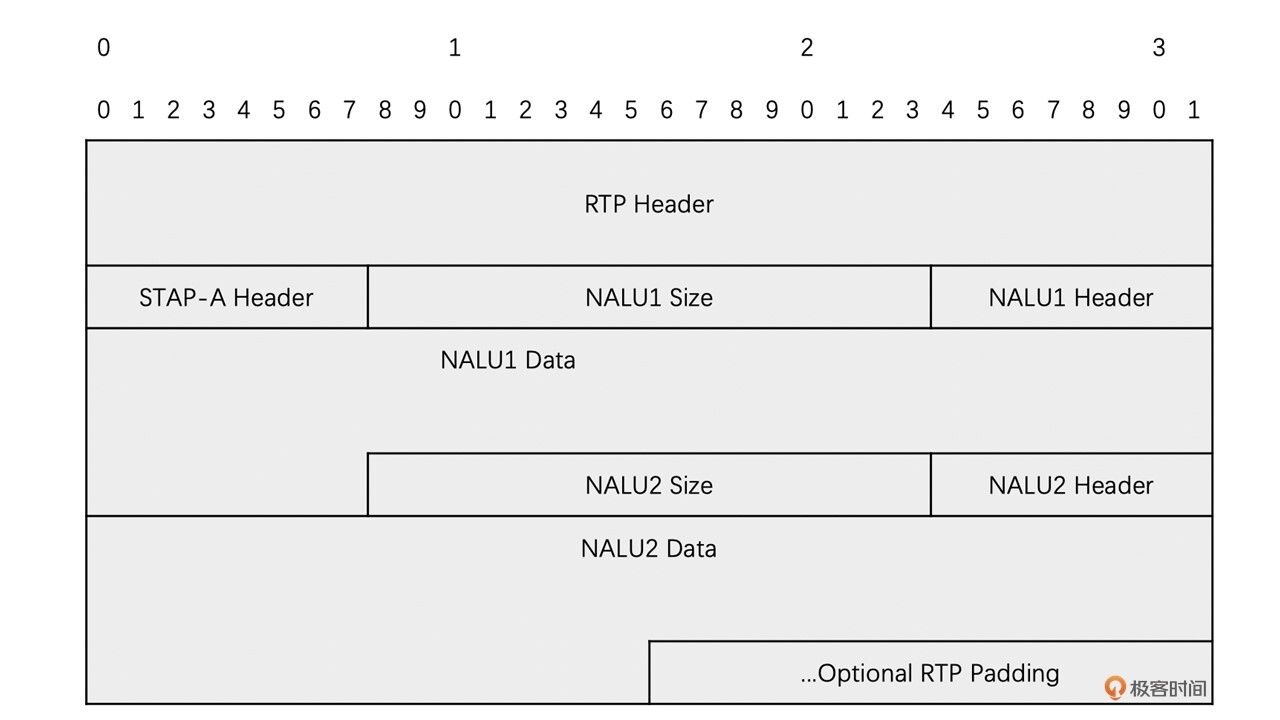 0 1 2 3
0 1 2 3 4 5 6 7 8 9 0 1 2 3 4 5 6 7 8 9 0 1 2 3 4 5 6 7 8 9 0 1
RTP Header
STAP-A Header NALU1 Size NALU1 Header
NALU1 Data
NALU2 Size NALU2 Header
NALU2 Data
...Optional RTP Padding
极客时间